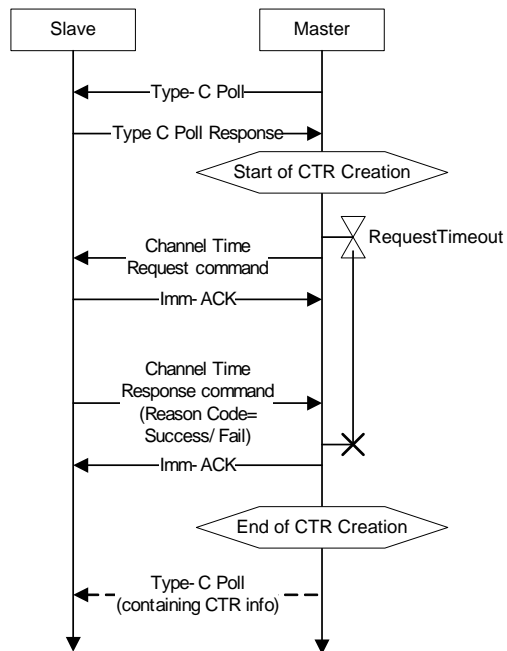 Slave
Master
Type- C Poll
Type C Poll Response
Start of CTR Creation
RequestTimeout
Channel Time
Request command
Imm- ACK
Channel Time
Response command
(Reason Code=
Success/ Fail)
Imm- ACK
End of CTR Creation
Type- C Poll
(containing CTR info)